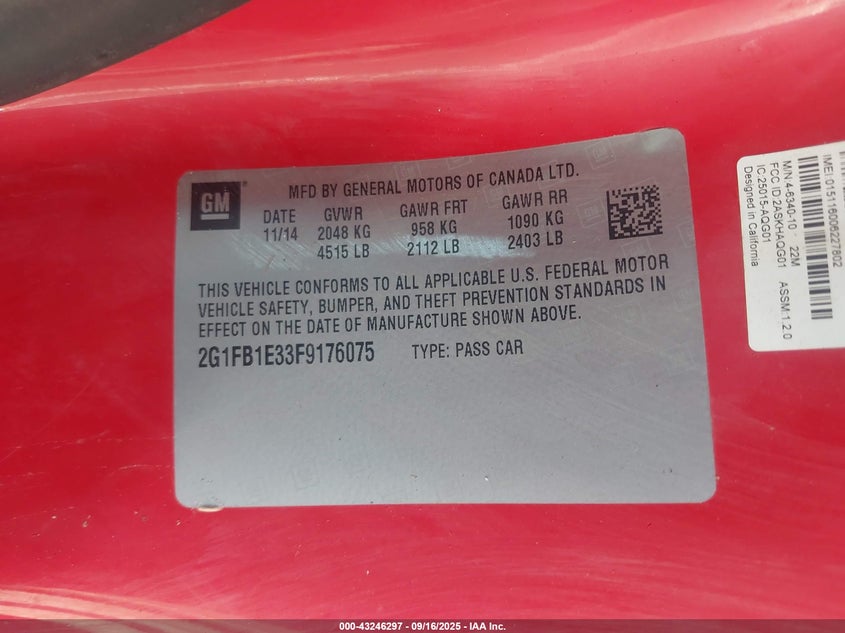 GM
MFD BY GENERAL MOTORS OF CANADA LTD.
DATE GVWR GAWR FRT GAWR RR
11/14 2048 KG 958 KG 1090 KG
4515 LB 2112 LB 2403 LB
THIS VEHICLE CONFORMS TO ALL APPLICABLE U.S. FEDERAL MOTOR
VEHICLE SAFETY, BUMPER, AND THEFT PREVENTION STANDARDS IN
EFFECT ON THE DATE OF MANUFACTURE SHOWN ABOVE.
2G1FB1E33F9176075 TYPE: PASS CAR
IMEI:015116006227802
M/N 4-6340-10 22M ASSM:1.2.0
FCC ID:2ASKHAQG01
IC:25015-AQG01
Designed in California
000-43246297 - 09/16/2025 - IAA Inc.